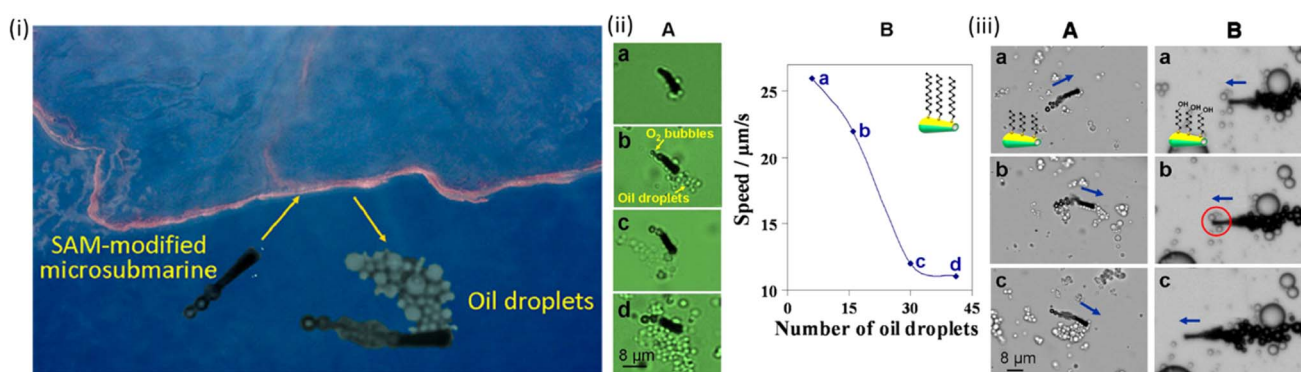 (i)
SAM-modified
microsubmarine
Oil droplets
(ii)
A
a
b
O₂ bubbles
Oil droplets
c
d
8 μm
B
Speed / μm/s
25
20
15
10
0
15
30
45
a
b
c
d
Number of oil droplets
(iii)
A
B
a
b
c
8 μm
a
OH
OH
OH
b
c